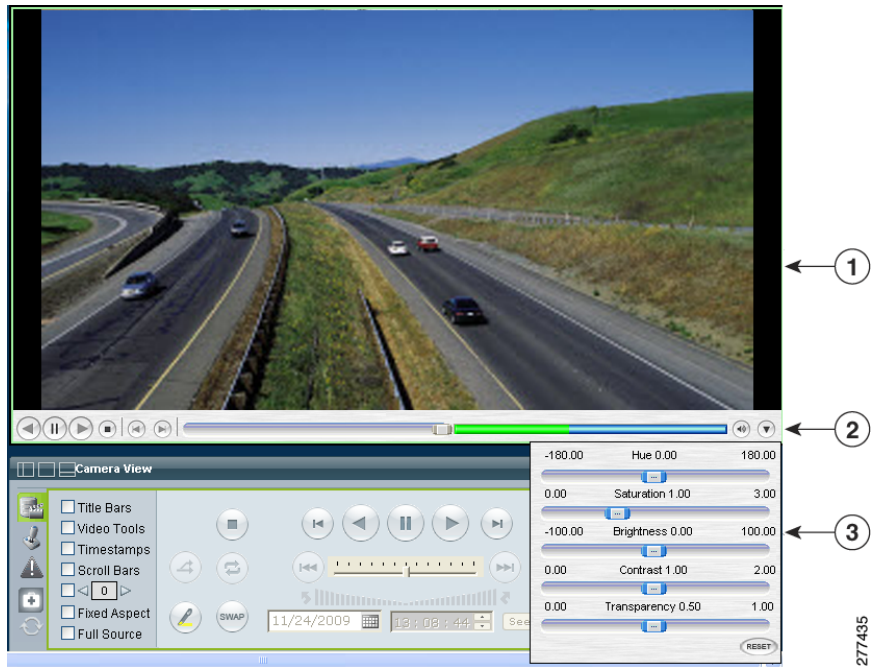 1
2
-180.00 Hue 0.00 180.00
Camera View
0.00 Saturation 1.00 3.00
Title Bars
Video Tools
-100.00 Brightness 0.00 100.00
3
Timestamps
Scroll Bars
0.00 Contrast 1.00 2.00
0
Fixed Aspect
0.00 Transparency 0.50 1.00
SWAP
11/24/2009
13:08:44
See
Full Source
RESET
277435